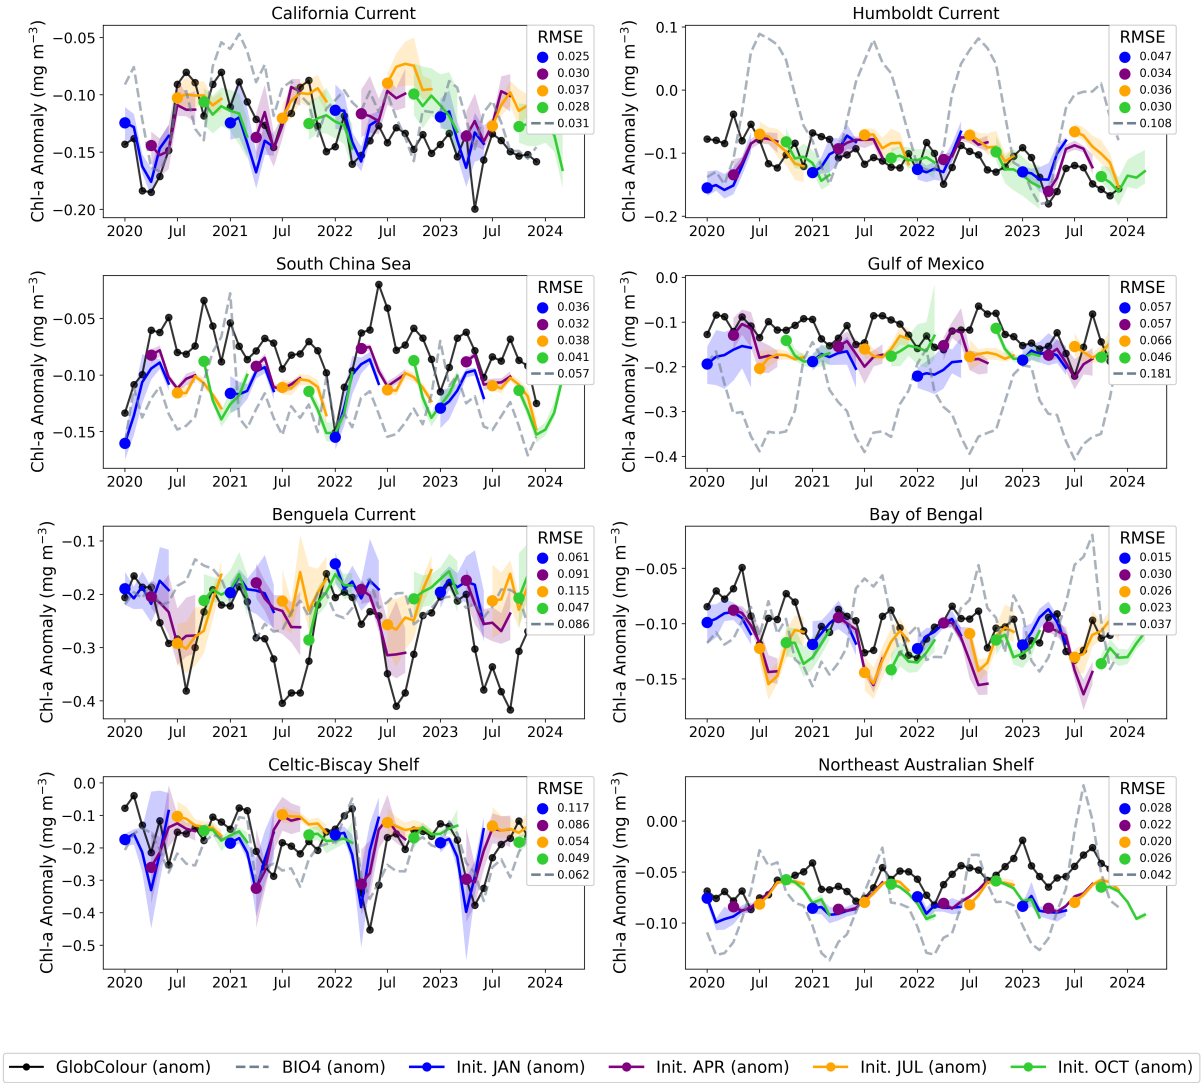 California Current
Chl-a Anomaly (mg m−3)
−0.05
−0.10
−0.15
−0.20
2020 Jul 2021 Jul 2022 Jul 2023 Jul 2024
RMSE
0.025
0.030
0.037
0.028
0.031
Humboldt Current
Chl-a Anomaly (mg m−3)
0.1
0.0
−0.1
−0.2
2020 Jul 2021 Jul 2022 Jul 2023 Jul 2024
RMSE
0.047
0.034
0.036
0.030
0.108
South China Sea
Chl-a Anomaly (mg m−3)
−0.05
−0.10
−0.15
2020 Jul 2021 Jul 2022 Jul 2023 Jul 2024
RMSE
0.036
0.032
0.038
0.041
0.057
Gulf of Mexico
Chl-a Anomaly (mg m−3)
0.0
−0.1
−0.2
−0.3
−0.4
2020 Jul 2021 Jul 2022 Jul 2023 Jul 2024
RMSE
0.057
0.057
0.066
0.046
0.181
Benguela Current
Chl-a Anomaly (mg m−3)
−0.1
−0.2
−0.3
−0.4
2020 Jul 2021 Jul 2022 Jul 2023 Jul 2024
RMSE
0.061
0.091
0.115
0.047
0.086
Bay of Bengal
Chl-a Anomaly (mg m−3)
−0.05
−0.10
−0.15
2020 Jul 2021 Jul 2022 Jul 2023 Jul 2024
RMSE
0.015
0.030
0.026
0.023
0.037
Celtic-Biscay Shelf
Chl-a Anomaly (mg m−3)
0.0
−0.1
−0.2
−0.3
−0.4
−0.5
2020 Jul 2021 Jul 2022 Jul 2023 Jul 2024
RMSE
0.117
0.086
0.054
0.049
0.062
Northeast Australian Shelf
Chl-a Anomaly (mg m−3)
0.00
−0.05
−0.10
2020 Jul 2021 Jul 2022 Jul 2023 Jul 2024
RMSE
0.028
0.022
0.020
0.026
0.042
GlobColour (anom) BIO4 (anom) Init. JAN (anom) Init. APR (anom) Init. JUL (anom) Init. OCT (anom)